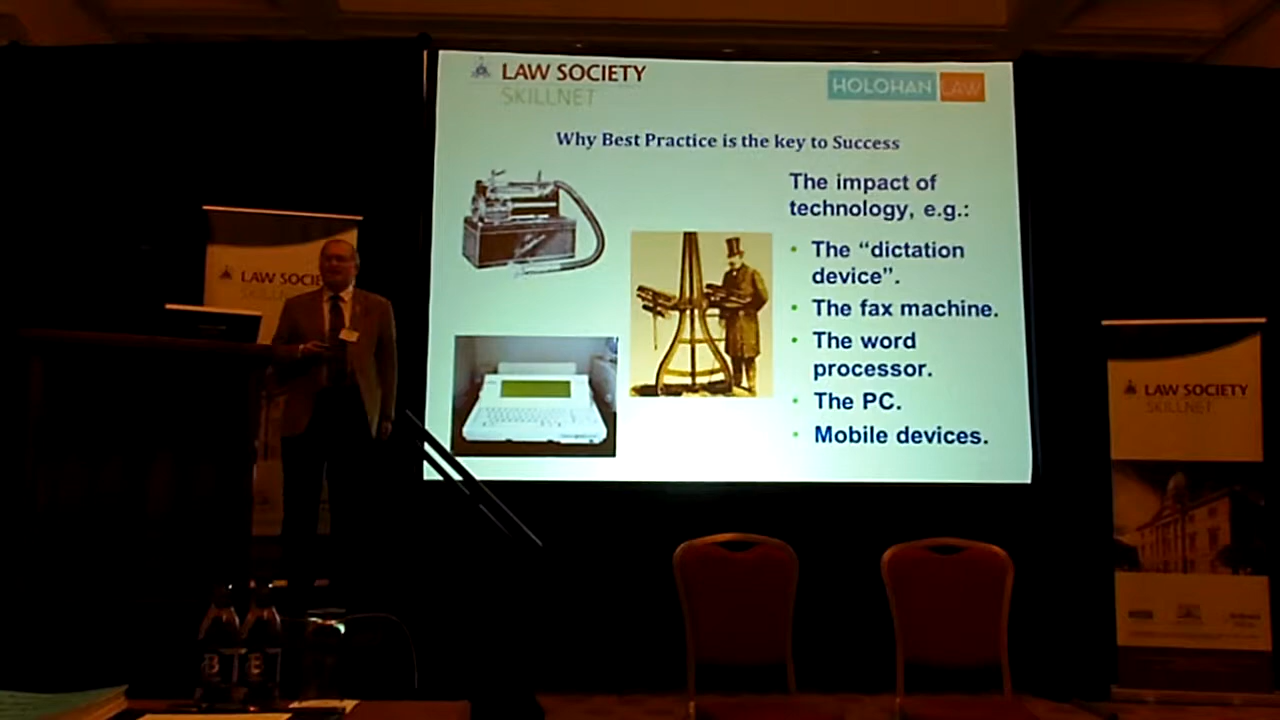 LAW SOCIETY
SKILLNET
HOLOHAN LAW
Why Best Practice is the key to Success
The impact of
technology, e.g.:
• The “dictation
device”.
• The fax machine.
• The word
processor.
• The PC.
• Mobile devices.
LAW SOCIE
LAW SOCIETY
SKILLNET
B B